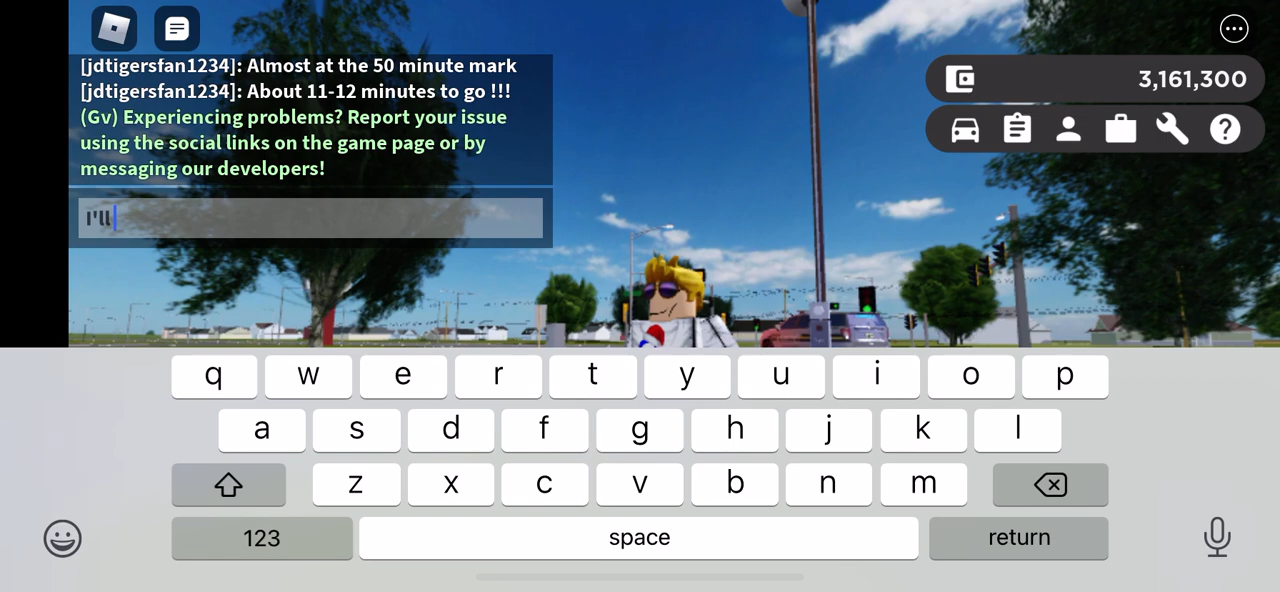 [jdtigersfan1234]: Almost at the 50 minute mark
[jdtigersfan1234]: About 11-12 minutes to go !!!
(Gv) Experiencing problems? Report your issue
using the social links on the game page or by
messaging our developers!
I'll
3,161,300
q w e r t y u i o p
a s d f g h j k l
z x c v b n m
123 space return